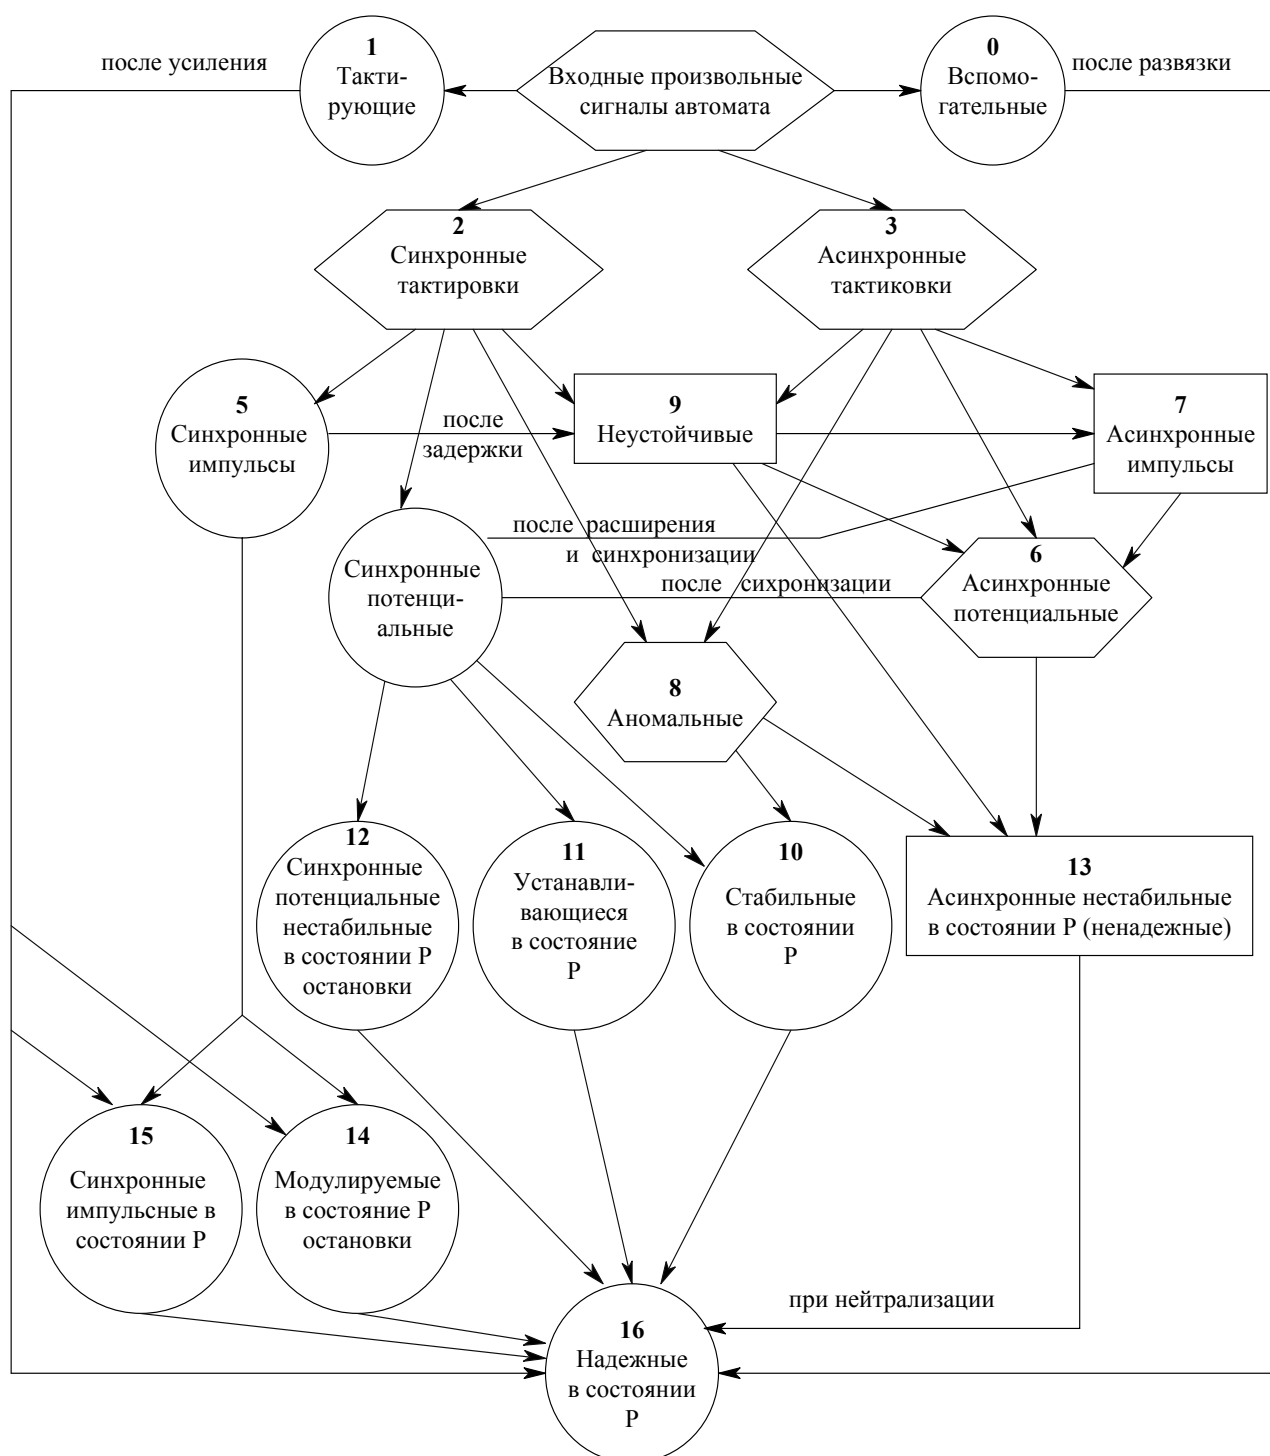 после усиления
1
Такти-
рующие
Входные произвольные
сигналы автомата
0
Вспомо-
гательные
после развязки
2
Синхронные
тактировки
3
Асинхронные
тактиковки
5
Синхронные
импульсы
после
задержки
9
Неустойчивые
7
Асинхронные
импульсы
после расширения
и синхронизации
Синхронные
потенци-
альные
после сихронизации
6
Асинхронные
потенциальные
8
Аномальные
12
Синхронные
потенциальные
нестабильные
в состоянии Р
остановки
11
Устанавли-
вающиеся
в состояние
Р
10
Стабильные
в состоянии
Р
13
Асинхронные нестабильные
в состоянии Р (ненадежные)
15
Синхронные
импульсные в
состоянии Р
14
Модулируемые
в состояние Р
остановки
при нейтрализации
16
Надежные
в состоянии
Р